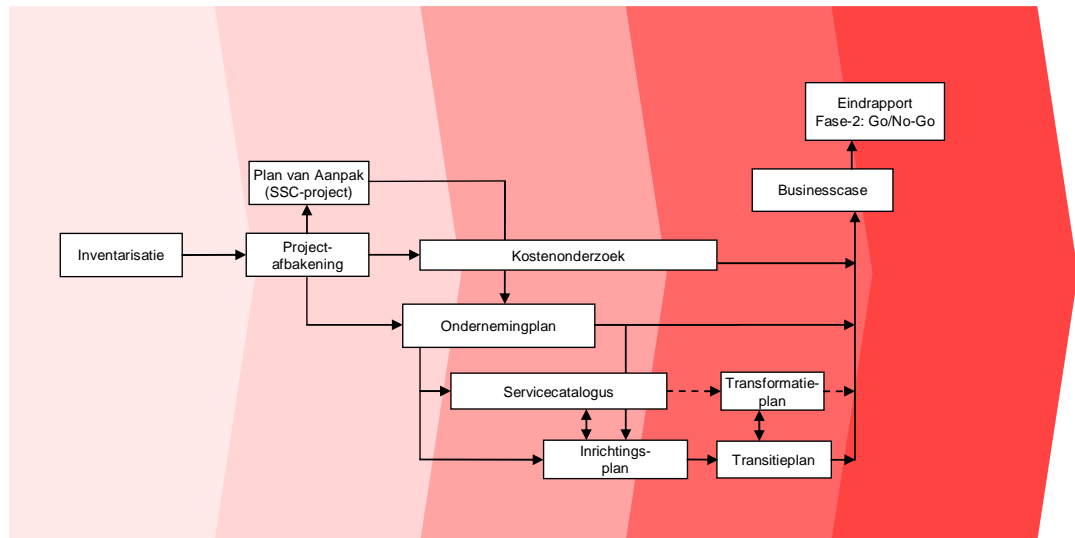 Eindrapport
Fase-2: Go/No-Go
Plan van Aanpak
(SSC-project)
Businesscase
Inventarisatie
Project-
afbakening
Kostenonderzoek
Ondernemingplan
Servicecatalogus
Transformatie-
plan
Inrichtings-
plan
Transitieplan